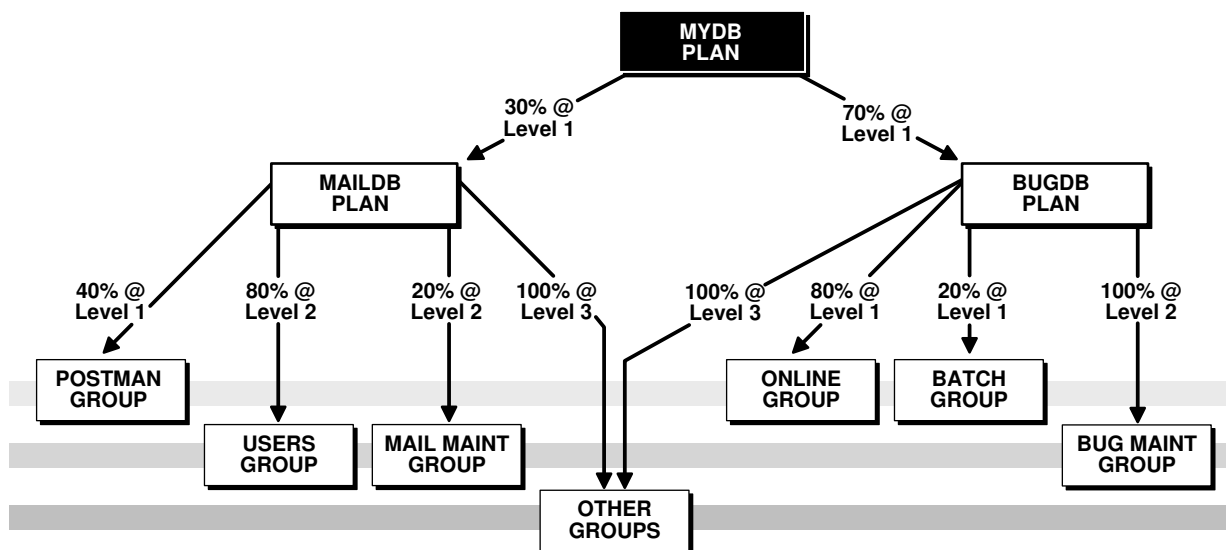 MYDB
PLAN
30% @
Level 1
70% @
Level 1
MAILDB
PLAN
BUGDB
PLAN
40% @
Level 1
80% @
Level 2
20% @
Level 2
100% @
Level 3
100% @
Level 3
80% @
Level 1
20% @
Level 1
100% @
Level 2
POSTMAN
GROUP
ONLINE
GROUP
BATCH
GROUP
USERS
GROUP
MAIL MAINT
GROUP
BUG MAINT
GROUP
OTHER
GROUPS